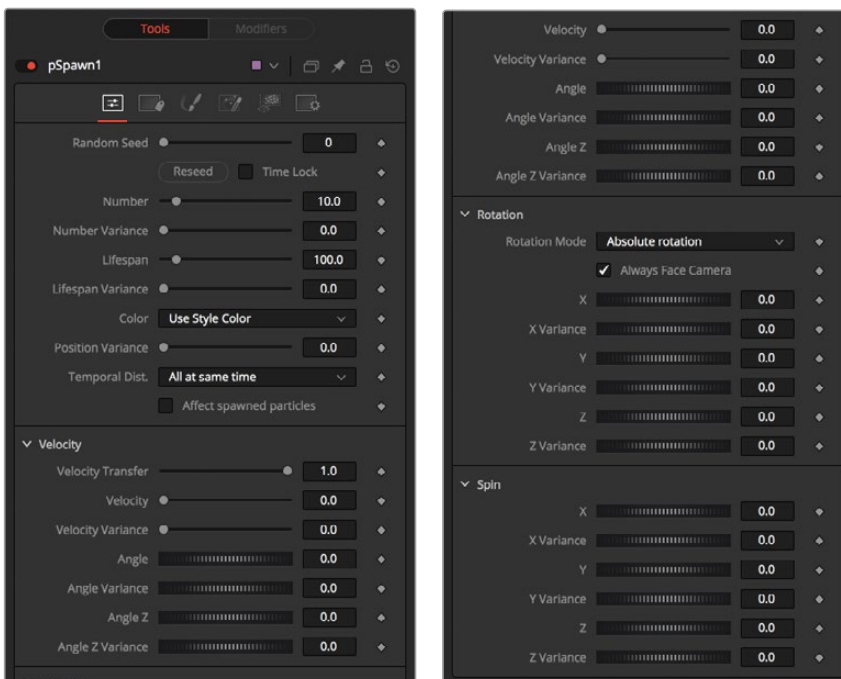 Tools Modifiers
pSpawn1
Random Seed 0
Reseed Time Lock
Number 10.0
Number Variance 0.0
Lifespan 100.0
Lifespan Variance 0.0
Color Use Style Color
Position Variance 0.0
Temporal Dist. All at same time
Affect spawned particles
Velocity
Velocity Transfer 1.0
Velocity 0.0
Velocity Variance 0.0
Angle 0.0
Angle Variance 0.0
Angle Z 0.0
Angle Z Variance 0.0
Velocity 0.0
Velocity Variance 0.0
Angle 0.0
Angle Variance 0.0
Angle Z 0.0
Angle Z Variance 0.0
Rotation
Rotation Mode Absolute rotation
Always Face Camera
X 0.0
X Variance 0.0
Y 0.0
Y Variance 0.0
Z 0.0
Z Variance 0.0
Spin
X 0.0
X Variance 0.0
Y 0.0
Y Variance 0.0
Z 0.0
Z Variance 0.0